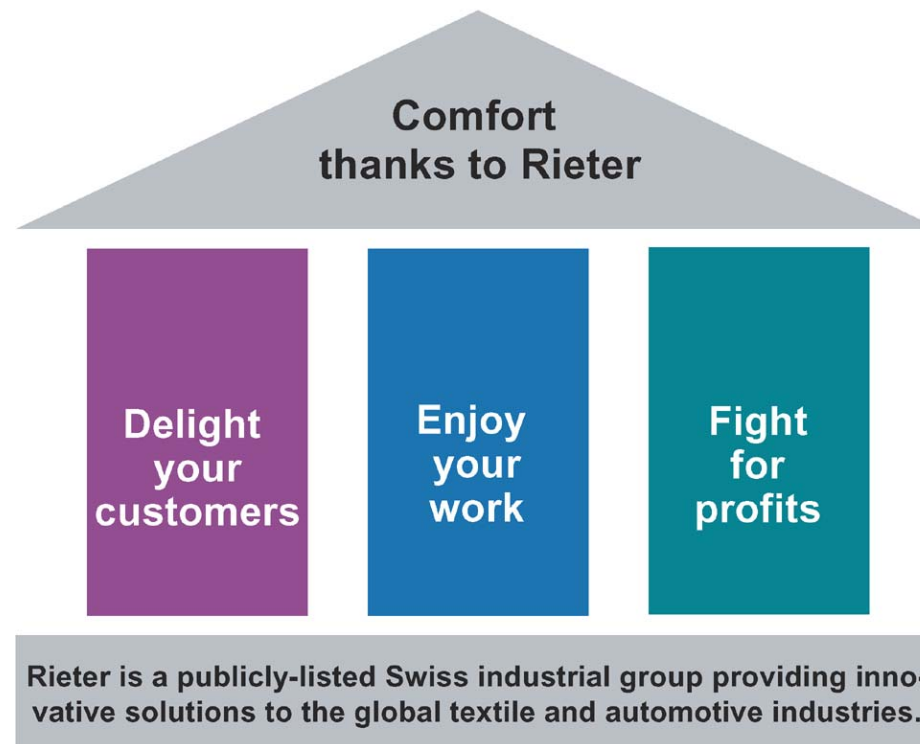 Comfort
thanks to Rieter
Delight
your
customers
Enjoy
your
work
Fight
for
profits
Rieter is a publicly-listed Swiss industrial group providing inno-
vative solutions to the global textile and automotive industries.